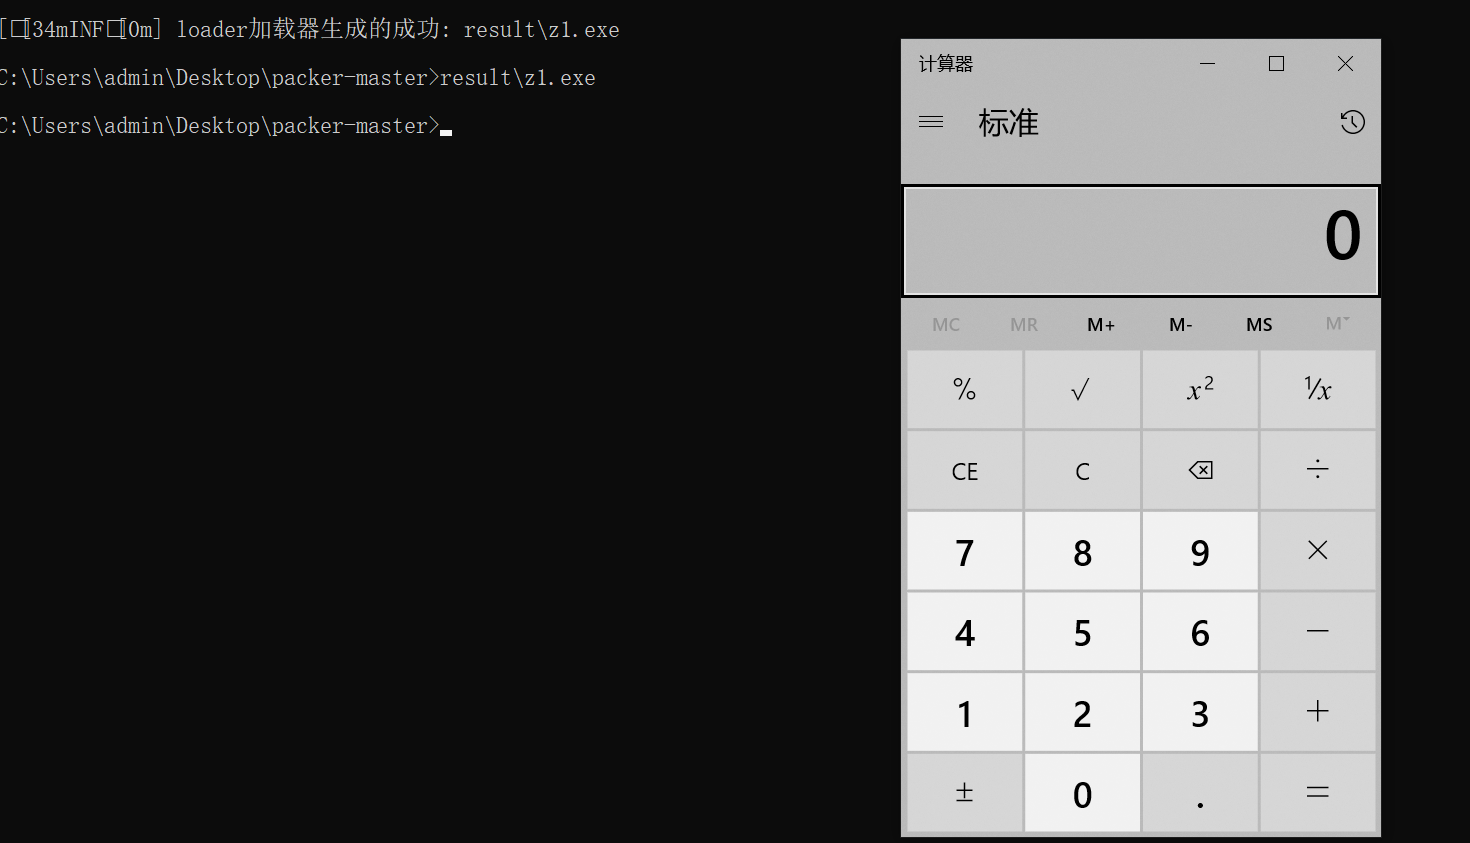 [□[34mINF□[0m] loader加载器生成的成功: result\z1.exe
C:\Users\admin\Desktop\packer-master>result\z1.exe
C:\Users\admin\Desktop\packer-master>
计算器
标准
0
MC MR M+ M- MS M˅
% √ x² ¹/x
CE C ⌫ ÷
7 8 9 ×
4 5 6 −
1 2 3 +
± 0 . =